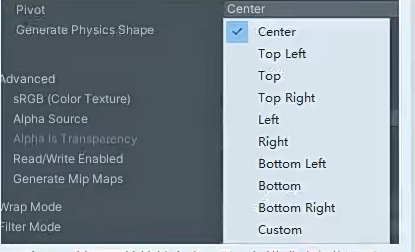 Pivot
Center
Generate Physics Shape
Center
Top Left
Top
Top Right
Left
Right
Bottom Left
Bottom
Bottom Right
Custom
Advanced
sRGB (Color Texture)
Alpha Source
Alpha Is Transparency
Read/Write Enabled
Generate Mip Maps
Wrap Mode
Filter Mode